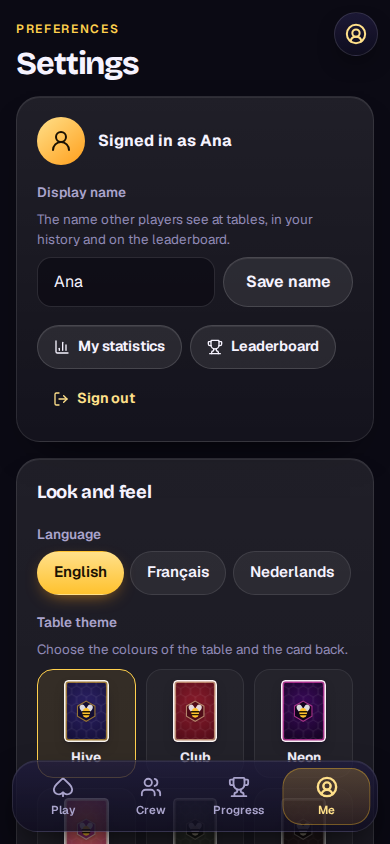 PREFERENCES
Settings
Signed in as Ana
Display name
The name other players see at tables, in your
history and on the leaderboard.
Ana
Save name
My statistics
Leaderboard
Sign out
Look and feel
Language
English
Français
Nederlands
Table theme
Choose the colours of the table and the card back.
Hive
Club
Neon
Play
Crew
Progress
Me